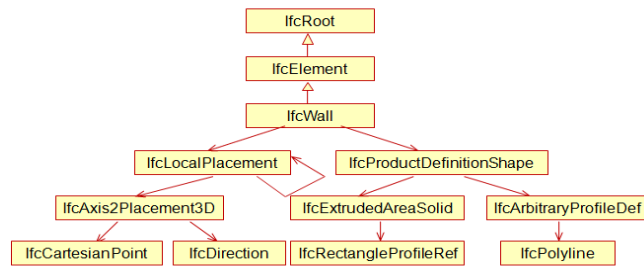 IfcRoot
IfcElement
IfcWall
IfcLocalPlacement
IfcProductDefinitionShape
IfcAxis2Placement3D
IfcExtrudedAreaSolid
IfcArbitraryProfileDef
IfcCartesianPoint
IfcDirection
IfcRectangleProfileRef
IfcPolyline